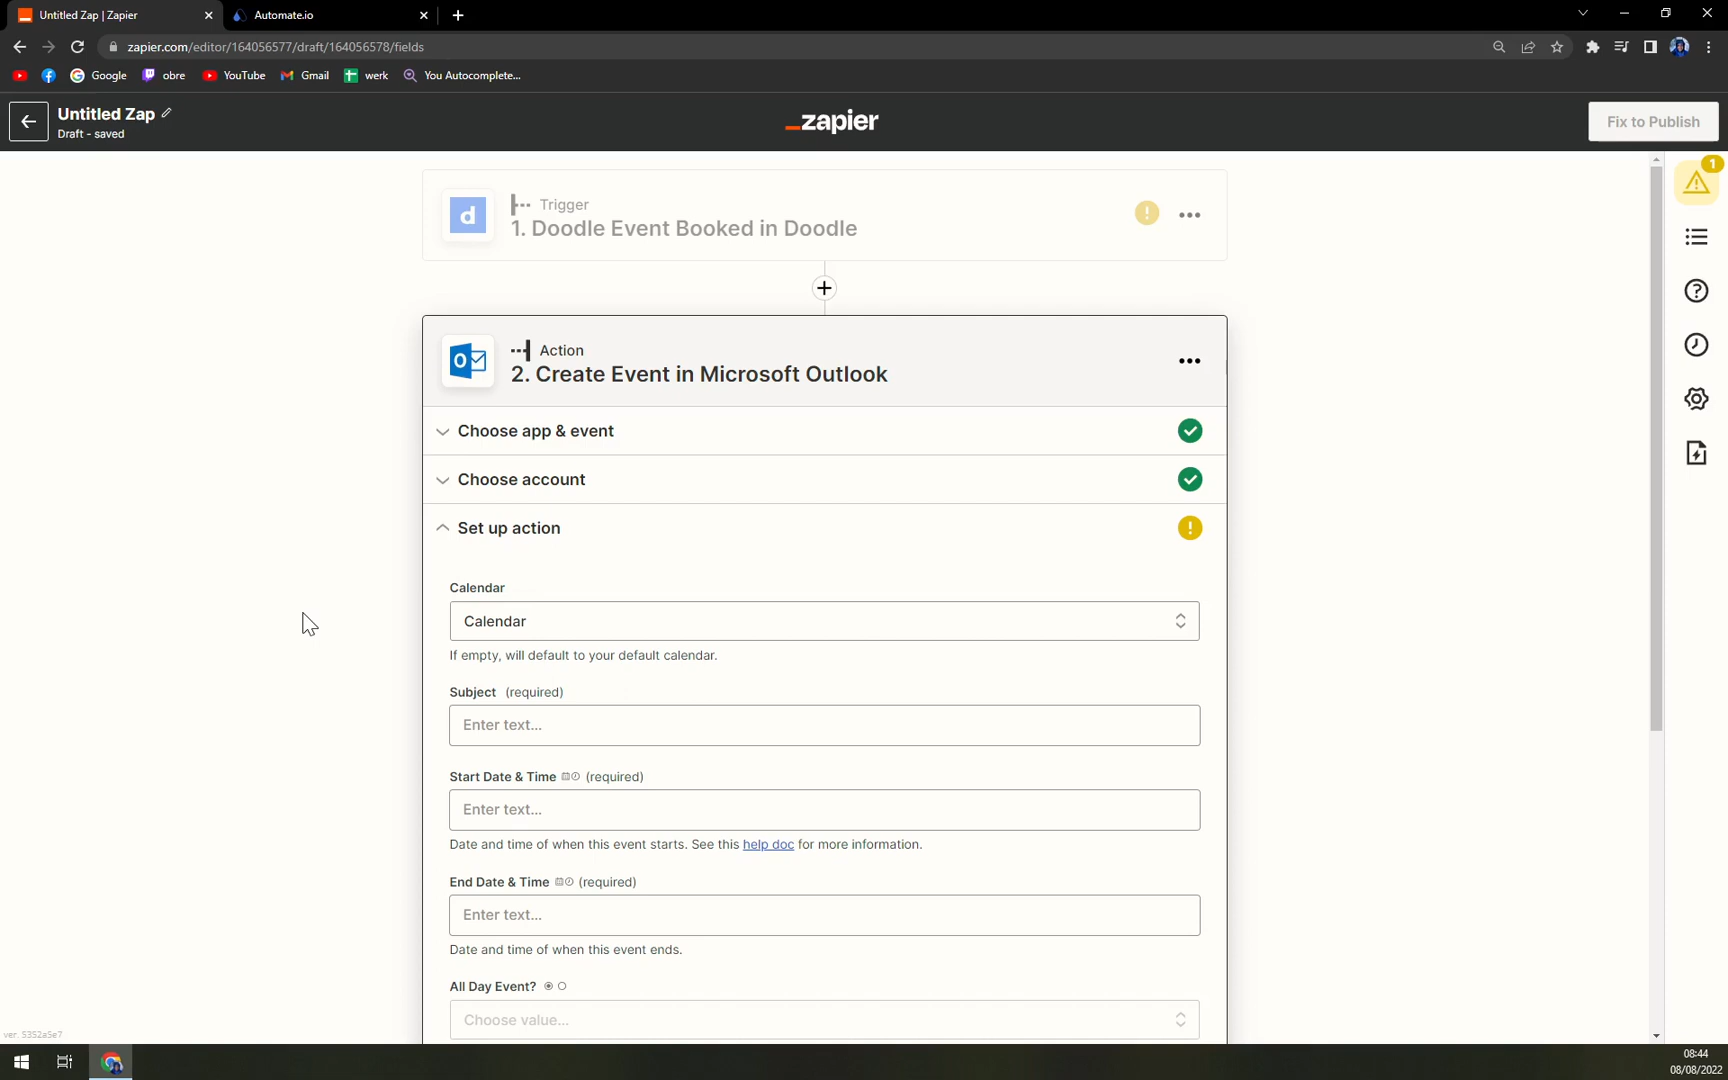 Untitled Zap | Zapier
Automate.io
zapier.com/editor/164056577/draft/164056578/fields
Google
obre
YouTube
Gmail
werk
You Autocomplete...
Untitled Zap
Draft - saved
_zapier
Fix to Publish
1
d
Trigger
1. Doodle Event Booked in Doodle
Action
2. Create Event in Microsoft Outlook
Choose app & event
Choose account
Set up action
Calendar
Calendar
If empty, will default to your default calendar.
Subject (required)
Enter text...
Start Date & Time (required)
Enter text...
Date and time of when this event starts. See this help doc for more information.
End Date & Time (required)
Enter text...
Date and time of when this event ends.
All Day Event?
Choose value...
ver. 5352a5e7
08:44
08/08/2022